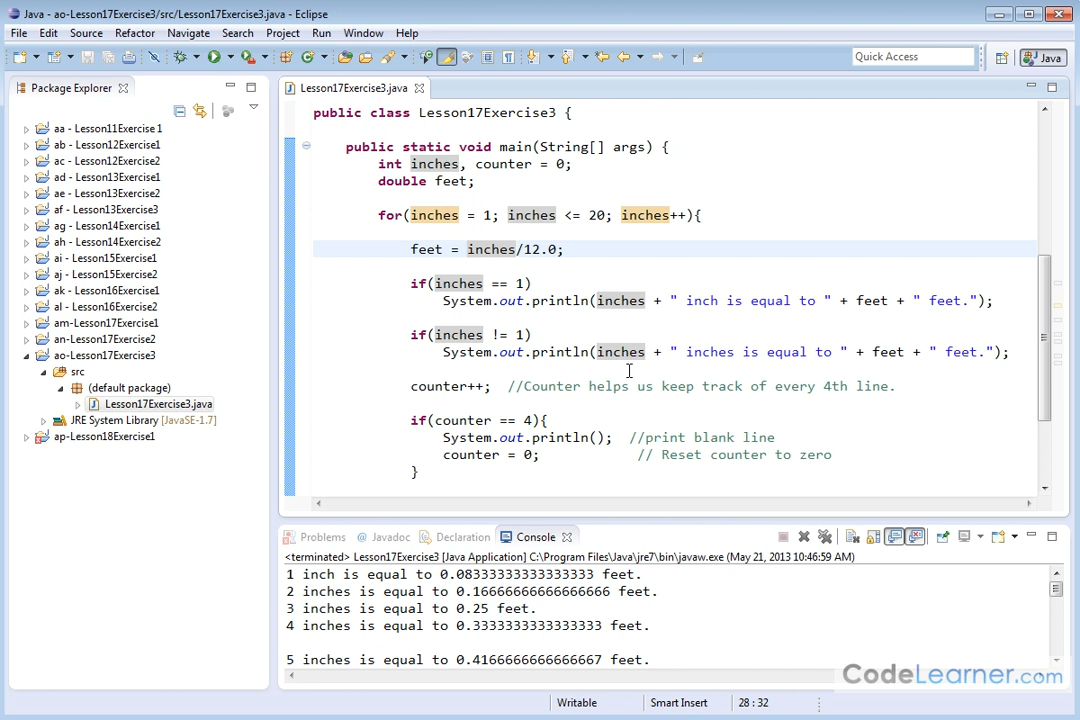 Java - ao-Lesson17Exercise3/src/Lesson17Exercise3.java - Eclipse
File Edit Source Refactor Navigate Search Project Run Window Help
Quick Access
Java
Package Explorer
Lesson17Exercise3.java
aa - Lesson11Exercise1
ab - Lesson12Exercise1
ac - Lesson12Exercise2
ad - Lesson13Exercise1
ae - Lesson13Exercise2
af - Lesson13Exercise3
ag - Lesson14Exercise1
ah - Lesson14Exercise2
ai - Lesson15Exercise1
aj - Lesson15Exercise2
ak - Lesson16Exercise1
al - Lesson16Exercise2
am-Lesson17Exercise1
an-Lesson17Exercise2
ao-Lesson17Exercise3
src
(default package)
Lesson17Exercise3.java
JRE System Library [JavaSE-1.7]
ap-Lesson18Exercise1
public class Lesson17Exercise3 {
public static void main(String[] args) {
int inches, counter = 0;
double feet;
for(inches = 1; inches <= 20; inches++){
feet = inches/12.0;
if(inches == 1)
System.out.println(inches + " inch is equal to " + feet + " feet.");
if(inches != 1)
System.out.println(inches + " inches is equal to " + feet + " feet.");
counter++; //Counter helps us keep track of every 4th line.
if(counter == 4){
System.out.println(); //print blank line
counter = 0; // Reset counter to zero
}
Problems @ Javadoc Declaration Console
<terminated> Lesson17Exercise3 [Java Application] C:\Program Files\Java\jre7\bin\javaw.exe (May 21, 2013 10:46:59 AM)
1 inch is equal to 0.08333333333333333 feet.
2 inches is equal to 0.16666666666666666 feet.
3 inches is equal to 0.25 feet.
4 inches is equal to 0.3333333333333333 feet.
5 inches is equal to 0.4166666666666667 feet.
CodeLearner.com
Writable Smart Insert 28 : 32